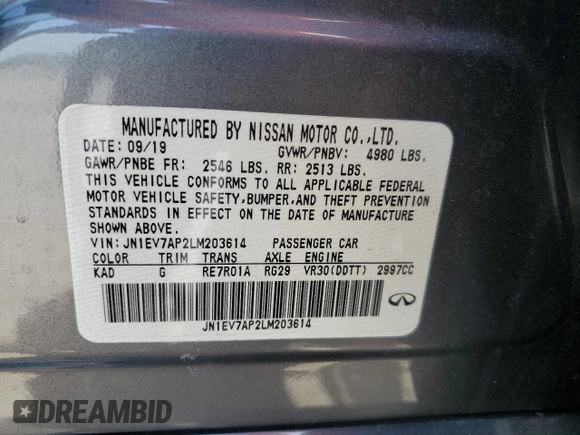 MANUFACTURED BY NISSAN MOTOR CO.,LTD.
DATE: 09/19 GVWR/PNBV: 4980 LBS.
GAWR/PNBE FR: 2546 LBS. RR: 2513 LBS.
THIS VEHICLE CONFORMS TO ALL APPLICABLE FEDERAL
MOTOR VEHICLE SAFETY,BUMPER,AND THEFT PREVENTION
STANDARDS IN EFFECT ON THE DATE OF MANUFACTURE
SHOWN ABOVE.
VIN: JN1EV7AP2LM203614 PASSENGER CAR
COLOR TRIM TRANS AXLE ENGINE
KAD G RE7R01A RG29 VR30(DDTT) 2997CC
JN1EV7AP2LM203614
DREAMBID